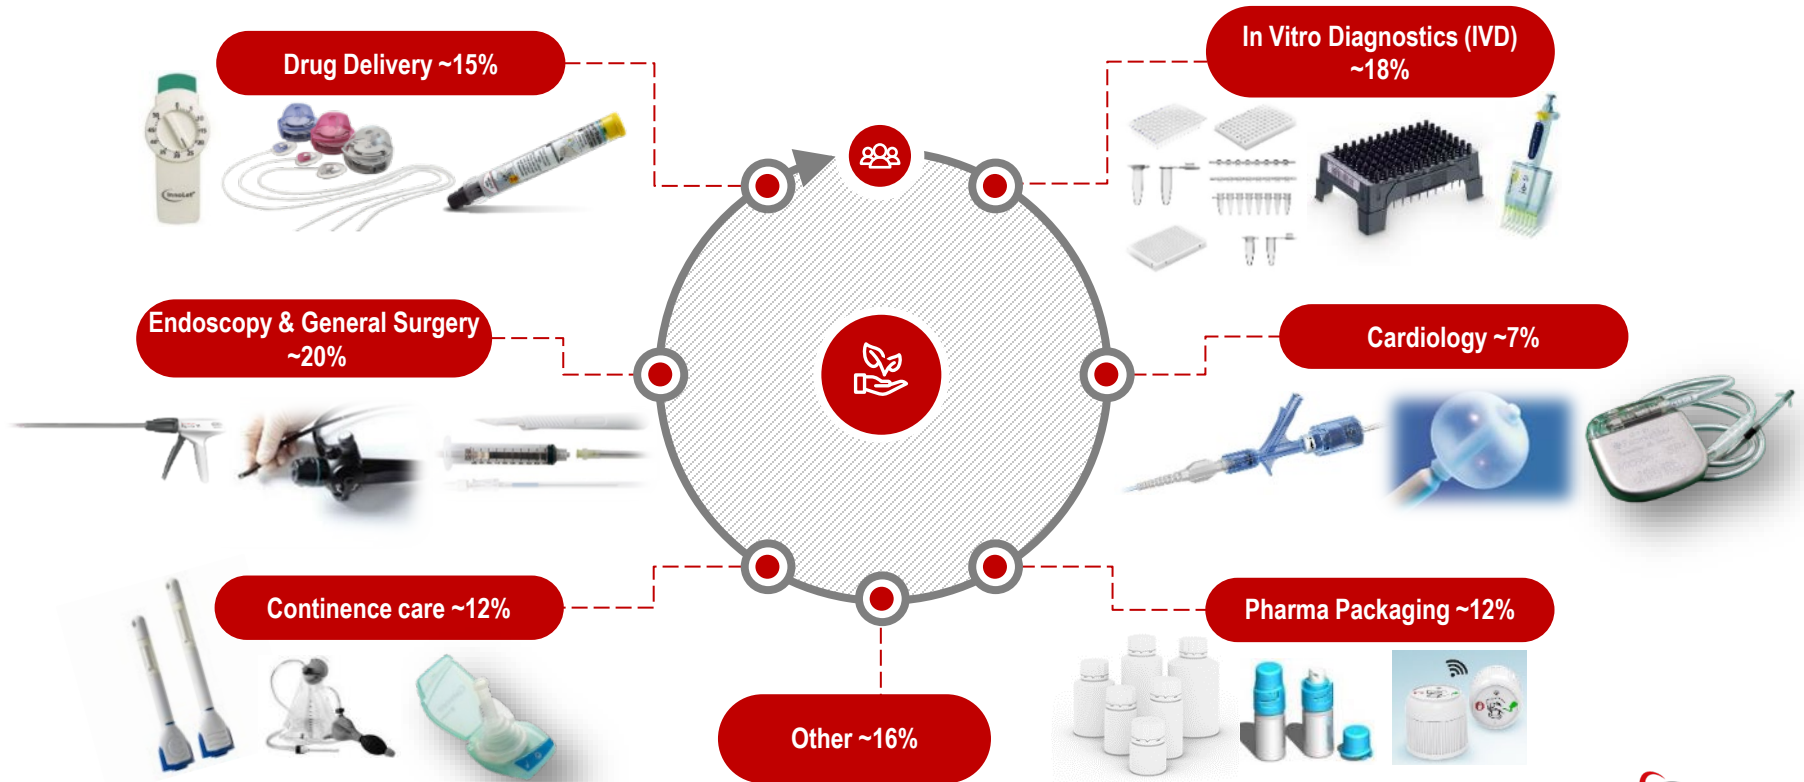 Drug Delivery ~15%
In Vitro Diagnostics (IVD)
~18%
Endoscopy & General Surgery
~20%
Cardiology ~7%
Continence care ~12%
Pharma Packaging ~12%
Other ~16%